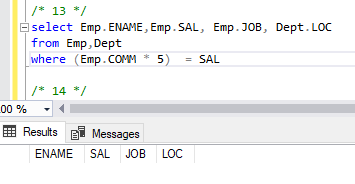 /* 13 */
select Emp.ENAME,Emp.SAL, Emp.JOB, Dept.LOC
from Emp,Dept
where (Emp.COMM * 5)  = SAL
/* 14 */
00 %
Results Messages
ENAME SAL JOB LOC